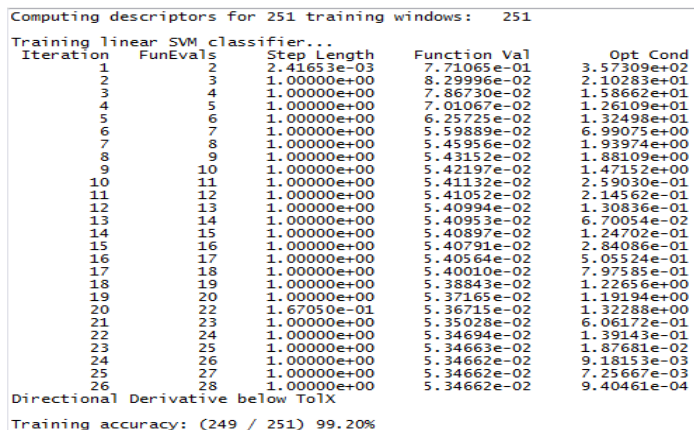 Computing descriptors for 251 training windows:   251
Training linear SVM classifier...
Iteration FunEvals Step Length Function Val Opt Cond
1 2 2.41653e-03 7.71065e-01 3.57309e+02
2 3 1.00000e+00 8.29996e-02 2.10283e+01
3 4 1.00000e+00 7.86730e-02 1.58662e+01
4 5 1.00000e+00 7.01067e-02 1.26109e+01
5 6 1.00000e+00 6.25725e-02 1.32498e+01
6 7 1.00000e+00 5.59889e-02 6.99075e+00
7 8 1.00000e+00 5.45956e-02 1.93974e+00
8 9 1.00000e+00 5.43152e-02 1.88109e+00
9 10 1.00000e+00 5.42197e-02 1.47152e+00
10 11 1.00000e+00 5.41132e-02 2.59030e-01
11 12 1.00000e+00 5.41052e-02 2.14562e-01
12 13 1.00000e+00 5.40994e-02 1.30836e-01
13 14 1.00000e+00 5.40953e-02 6.70054e-02
14 15 1.00000e+00 5.40897e-02 1.24702e-01
15 16 1.00000e+00 5.40791e-02 2.84086e-01
16 17 1.00000e+00 5.40564e-02 5.05524e-01
17 18 1.00000e+00 5.40010e-02 7.97585e-01
18 19 1.00000e+00 5.38843e-02 1.22656e+00
19 20 1.00000e+00 5.37165e-02 1.19194e+00
20 22 1.67050e-01 5.36715e-02 1.32288e+00
21 23 1.00000e+00 5.35028e-02 6.06172e-01
22 24 1.00000e+00 5.34694e-02 1.39143e-01
23 25 1.00000e+00 5.34663e-02 1.87681e-02
24 26 1.00000e+00 5.34662e-02 9.18153e-03
25 27 1.00000e+00 5.34662e-02 7.25667e-03
26 28 1.00000e+00 5.34662e-02 9.40461e-04
Directional Derivative below TolX
Training accuracy: (249 / 251) 99.20%